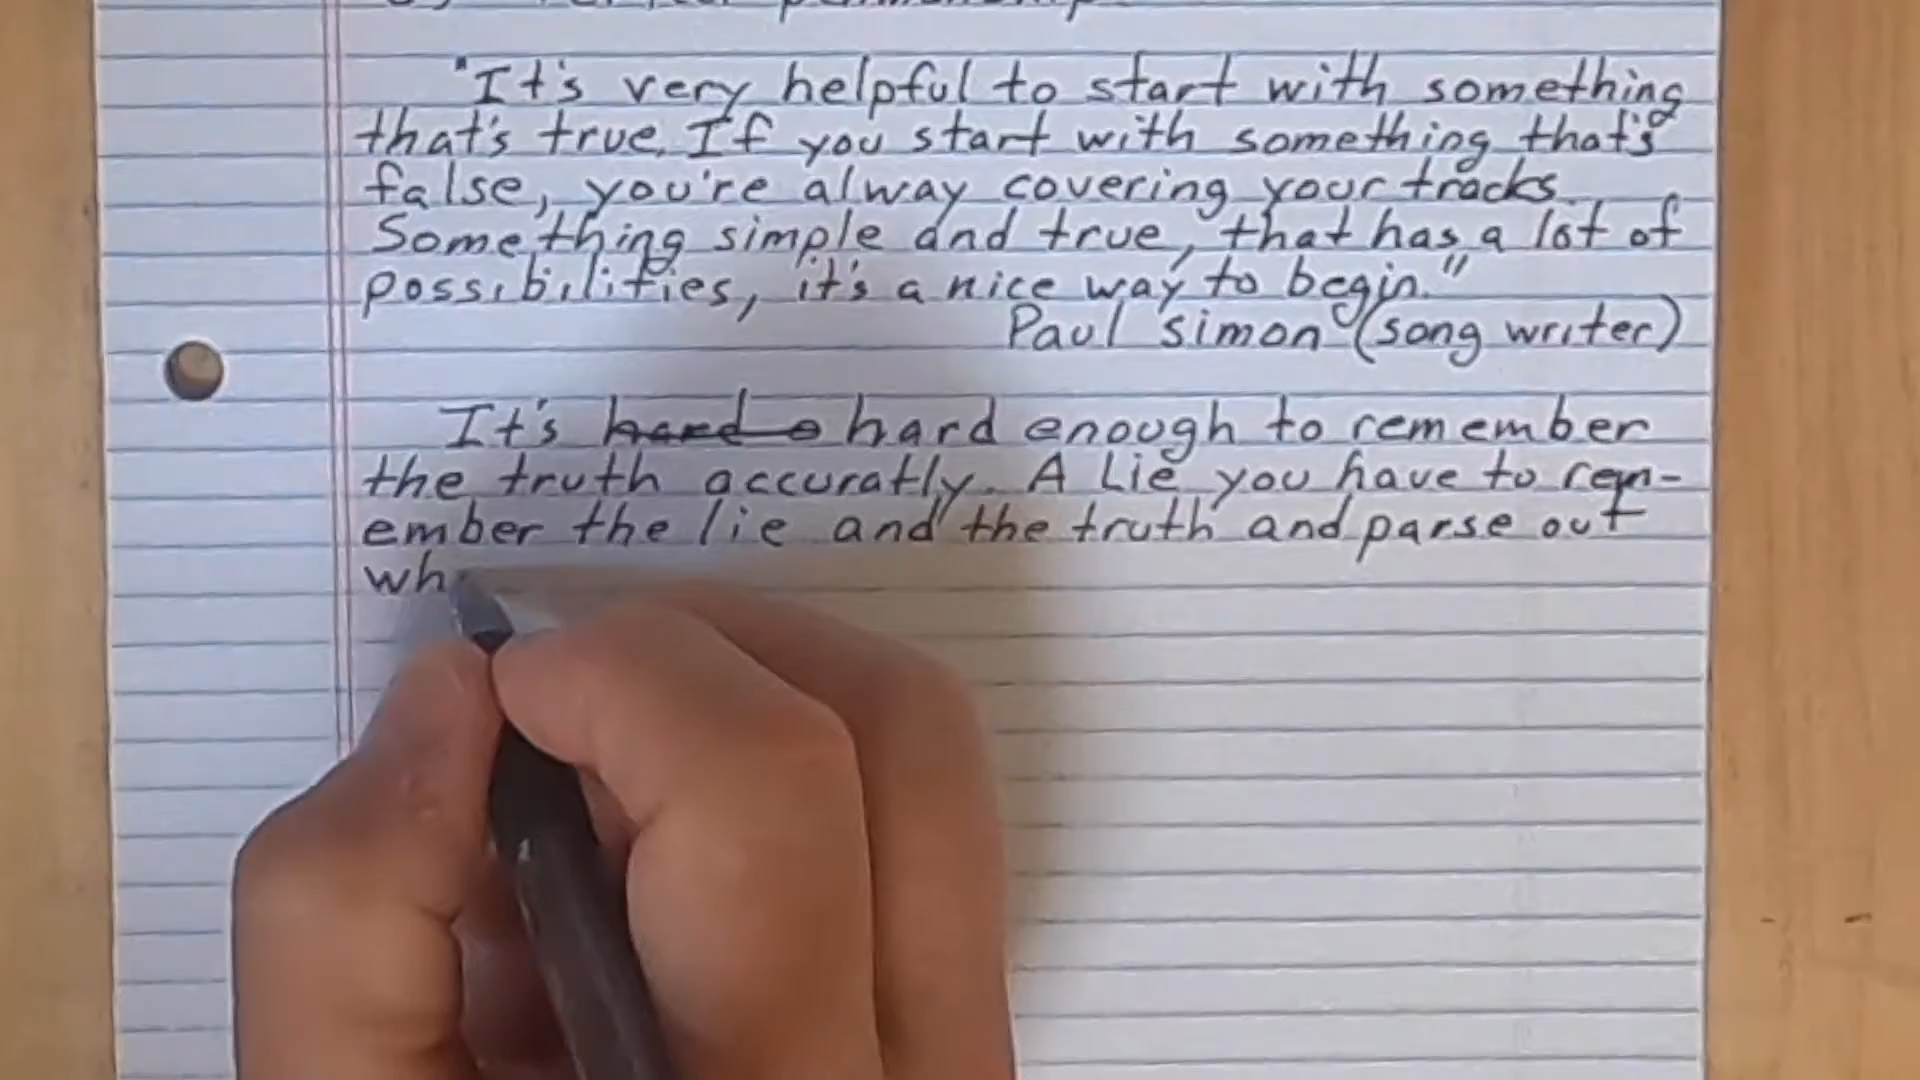 "It's very helpful to start with something
that's true. If you start with something that's
false, you're alway covering your tracks.
Something simple and true, that has a lot of
possibilities, it's a nice way to begin."
Paul Simon (song writer)
It's hard e hard enough to remember
the truth accuratly. A Lie you have to rem-
ember the lie and the truth and parse out
wh